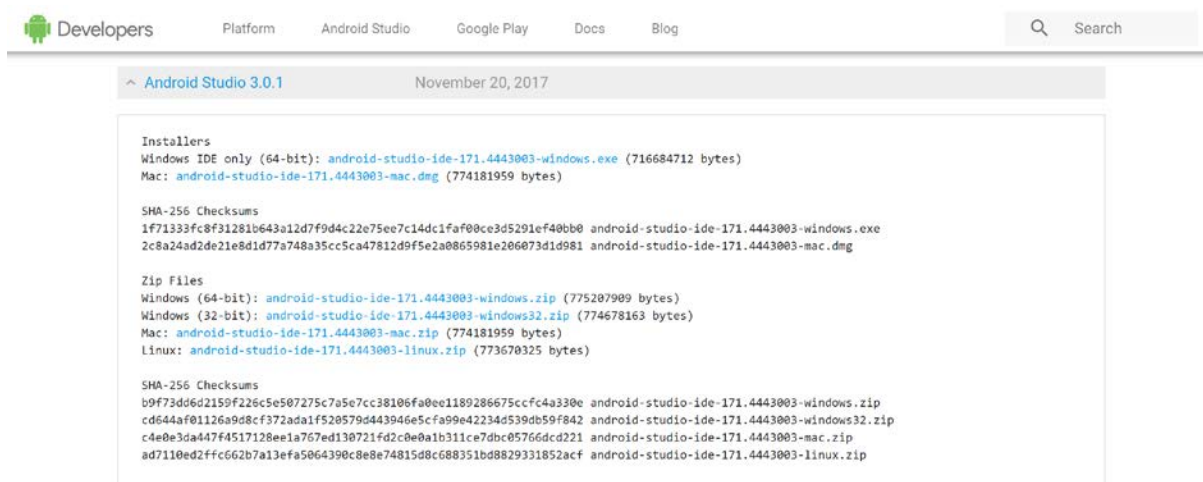 Developers Platform Android Studio Google Play Docs Blog Search
Android Studio 3.0.1 November 20, 2017
Installers
Windows IDE only (64-bit): android-studio-ide-171.4443003-windows.exe (716684712 bytes)
Mac: android-studio-ide-171.4443003-mac.dmg (774181959 bytes)
SHA-256 Checksums
1f71333fc8f31281b643a12d7f9d4c22e75ee7c14dc1faf00ce3d5291ef40bb0 android-studio-ide-171.4443003-windows.exe
2c8a24ad2de21e8d1d77a748a35cc5ca47812d9f5e2a0865981e206073d1d981 android-studio-ide-171.4443003-mac.dmg
Zip Files
Windows (64-bit): android-studio-ide-171.4443003-windows.zip (775207909 bytes)
Windows (32-bit): android-studio-ide-171.4443003-windows32.zip (774678163 bytes)
Mac: android-studio-ide-171.4443003-mac.zip (774181959 bytes)
Linux: android-studio-ide-171.4443003-linux.zip (773670325 bytes)
SHA-256 Checksums
b9f73dd6d2159f226c5e507275c7a5e7cc38106fa0ee1189286675ccfc4a330e android-studio-ide-171.4443003-windows.zip
cd644af01126a9d8cf372ada1f520579d443946e5cfa99e42234d539db59f842 android-studio-ide-171.4443003-windows32.zip
c4e0e3da447f4517128ee1a767ed130721fd2c0e0a1b311ce7dbc05766dcd221 android-studio-ide-171.4443003-mac.zip
ad7110ed2ffc662b7a13efa5064390c8e8e74815d8c688351bd8829331852acf android-studio-ide-171.4443003-linux.zip